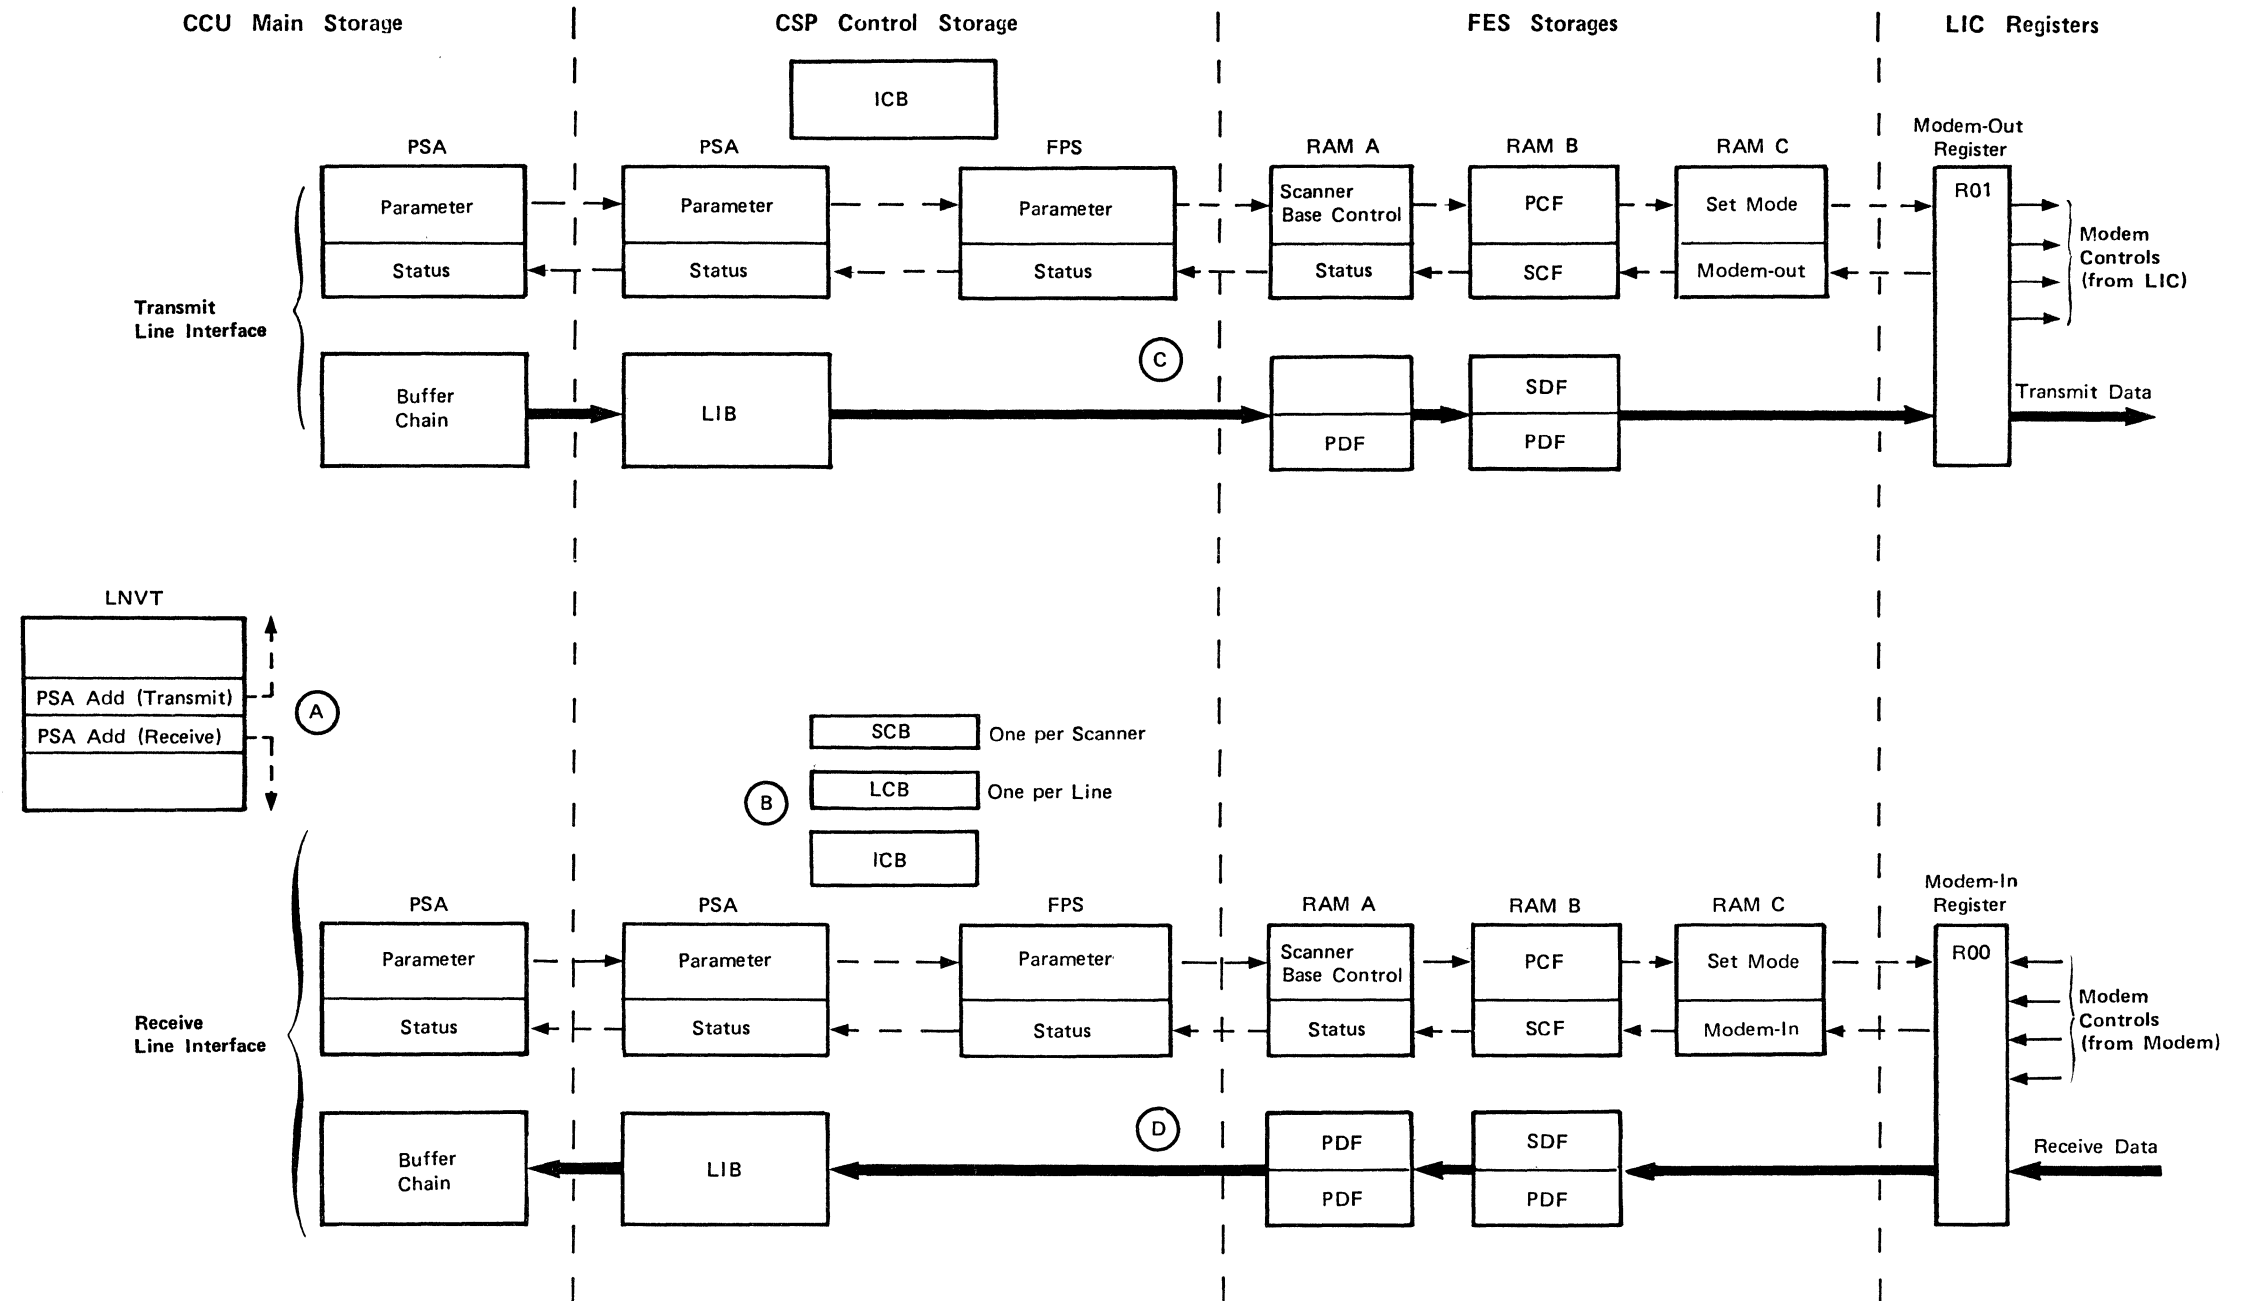 CCU Main Storage
CSP Control Storage
FES Storages
LIC Registers
ICB
PSA
PSA
FPS
RAM A
RAM B
RAM C
Modem-Out
Register
Parameter
Parameter
Parameter
Scanner
Base Control
PCF
Set Mode
R01
Status
Status
Status
Status
SCF
Modem-out
Modem
Controls
(from LIC)
Transmit
Line Interface
Buffer
Chain
LIB
C
PDF
SDF
PDF
Transmit Data
LNVT
PSA Add (Transmit)
PSA Add (Receive)
A
SCB
One per Scanner
B
LCB
One per Line
ICB
PSA
PSA
FPS
RAM A
RAM B
RAM C
Modem-In
Register
Parameter
Parameter
Parameter
Scanner
Base Control
PCF
Set Mode
R00
Status
Status
Status
Status
SCF
Modem-In
Modem
Controls
(from Modem)
Receive
Line Interface
Buffer
Chain
LIB
D
PDF
PDF
SDF
PDF
Receive Data